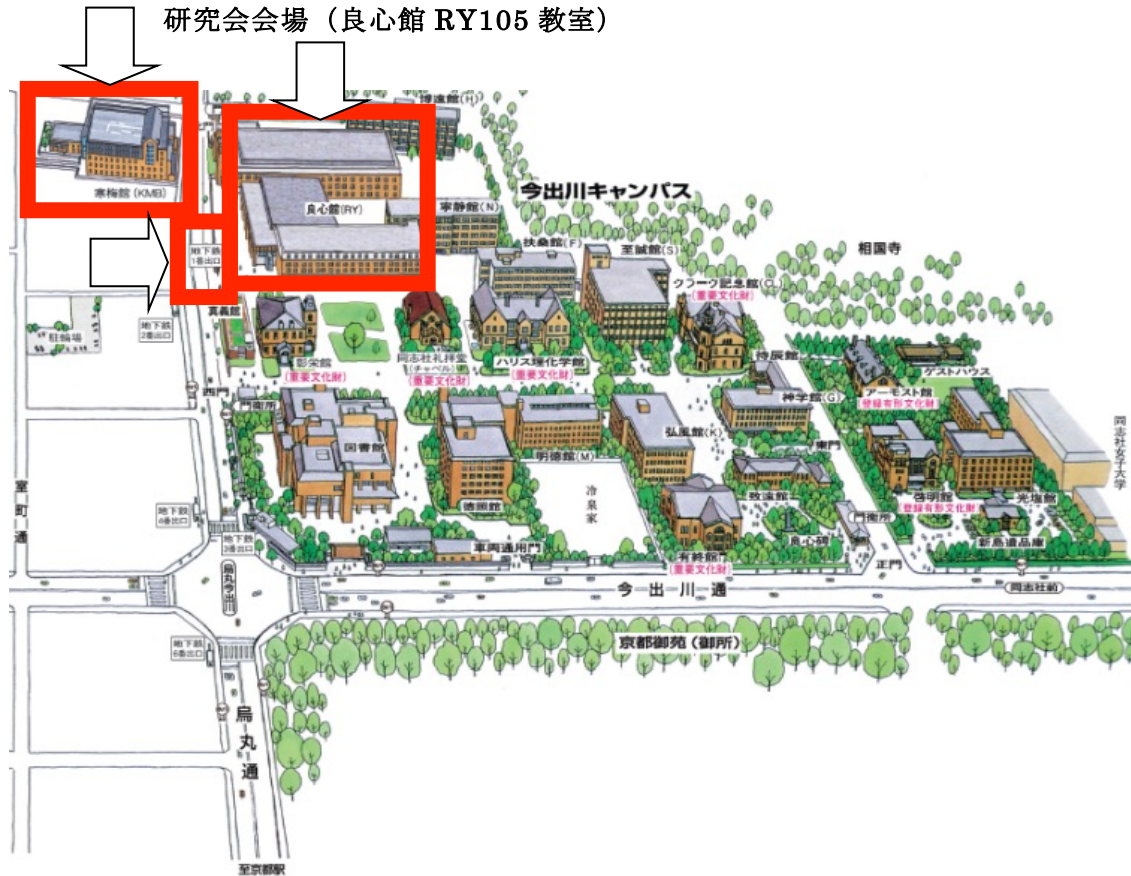 研究会会場（良心館 RY105 教室）
博遠館(H)
寒梅館(KMB)
良心館(RY)
寧静館(N)
今出川キャンパス
扶桑館(F)
至誠館(S)
相国寺
クラーク記念館(CL)
(重要文化財)
地下鉄
1番出口
真義館
地下鉄
2番出口
駐輪場
彰栄館
(重要文化財)
同志社礼拝堂
(チャペル)
(重要文化財)
ハリス理化学館
(重要文化財)
待辰館
ゲストハウス
アーモスト館
(登録有形文化財)
神学館(G)
西門
門衛所
図書館
明徳館(M)
弘風館(K)
東門
同志社女子大学
室町通
徳照館
冷泉家
致遠館
啓明館
(登録有形文化財)
光塩館
地下鉄
4番出口
地下鉄
3番出口
車両通用門
有終館
(重要文化財)
良心碑
門衛所
新島遺品庫
正門
烏丸今出川
今出川通
同志社前
地下鉄
6番出口
京都御苑(御所)
烏丸通
至京都駅